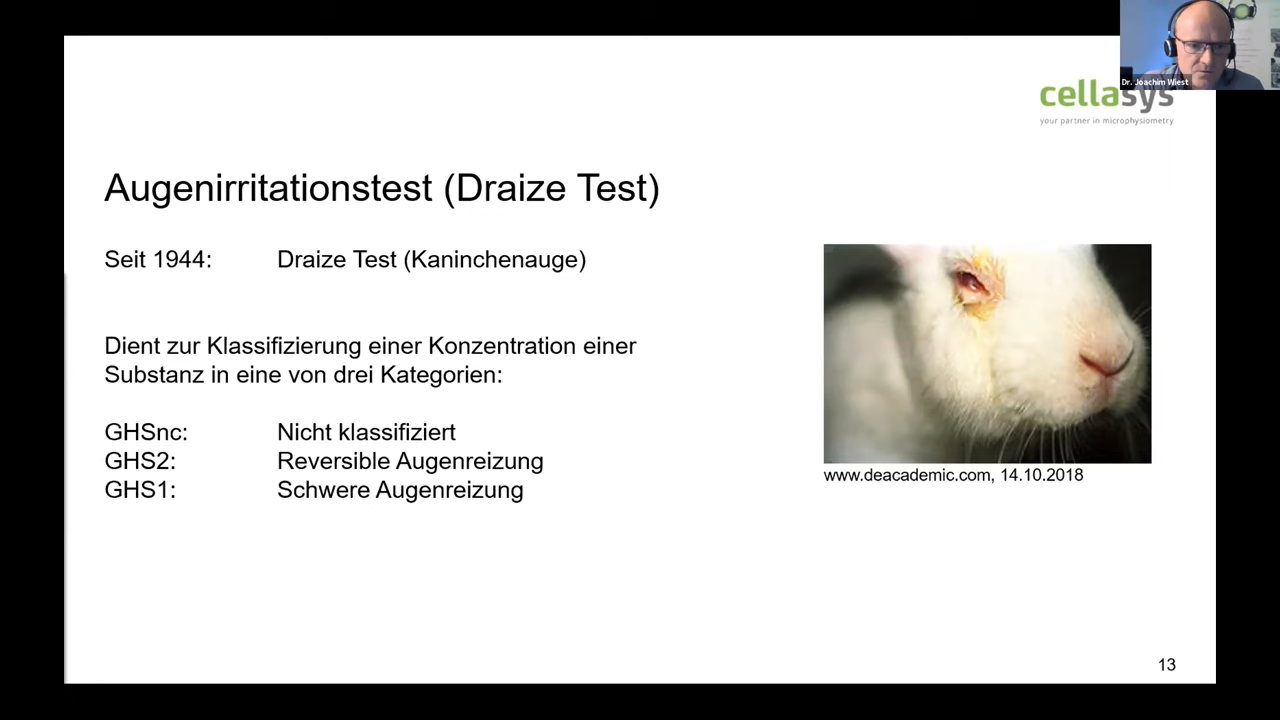 Dr. Joachim Wiest
cellasys
your partner in microphysiometry
Augenirritationstest (Draize Test)
Seit 1944: Draize Test (Kaninchenauge)
Dient zur Klassifizierung einer Konzentration einer
Substanz in eine von drei Kategorien:
GHSnc: Nicht klassifiziert
GHS2: Reversible Augenreizung
GHS1: Schwere Augenreizung
www.deacademic.com, 14.10.2018
13